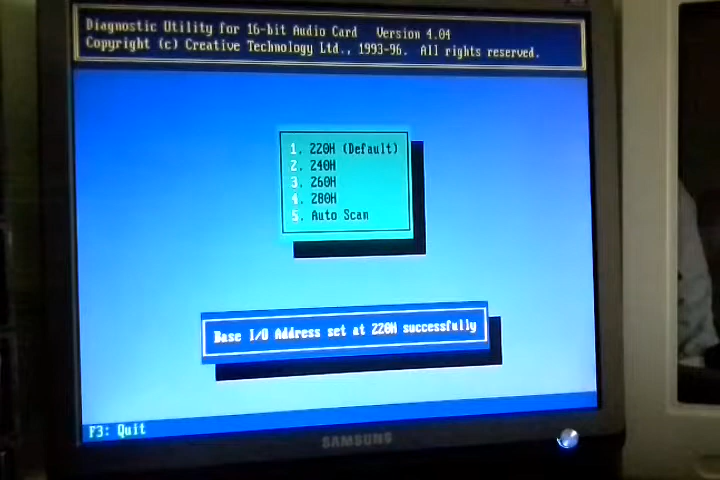 Diagnostic Utility for 16-bit Audio Card   Version 4.04
Copyright (c) Creative Technology Ltd., 1993-96.  All rights reserved.
1. 220H (Default)
2. 240H
3. 260H
4. 280H
5. Auto Scan
Base I/O Address set at 220H successfully
F3: Quit
SAMSUNG